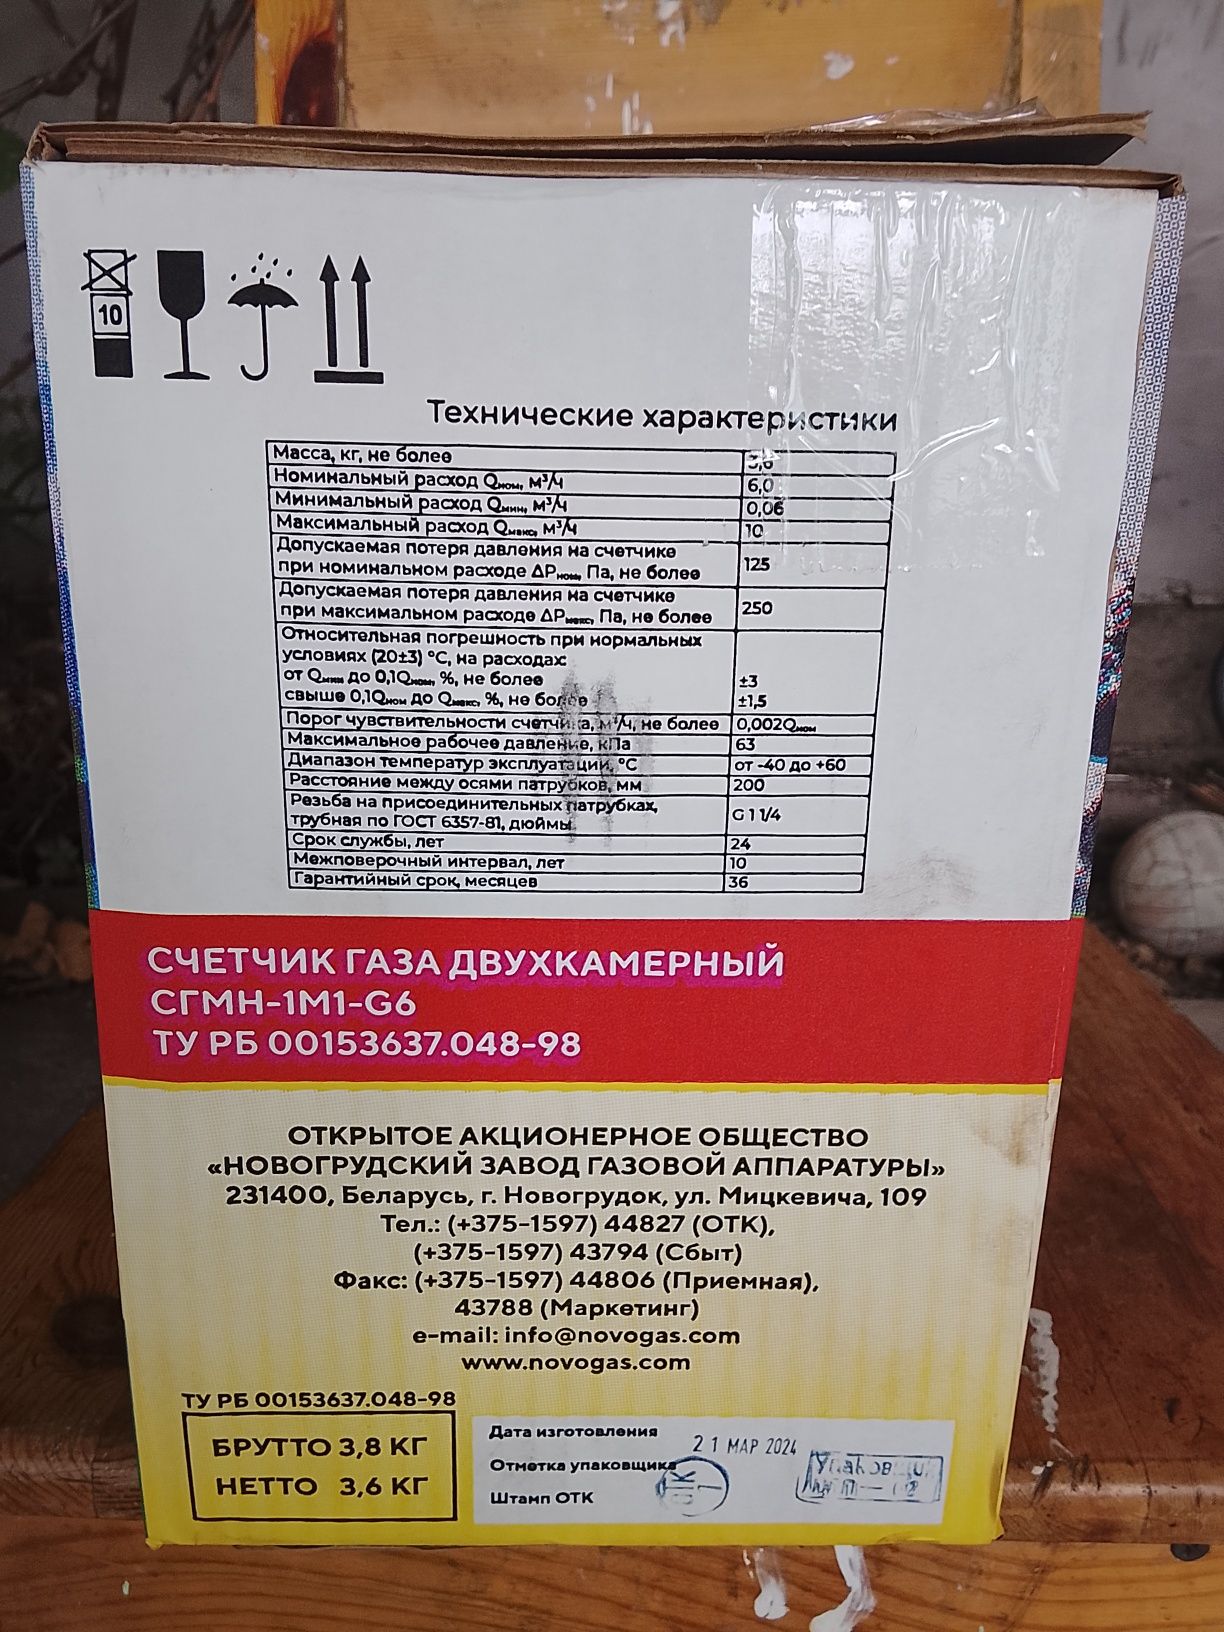 10
Технические характеристики
Масса, кг, не более 3,6
Номинальный расход Qном, м³/ч 6,0
Минимальный расход Qмин, м³/ч 0,06
Максимальный расход Qмакс, м³/ч 10
Допускаемая потеря давления на счетчике
при номинальном расходе ΔPном, Па, не более 125
Допускаемая потеря давления на счетчике
при максимальном расходе ΔPмакс, Па, не более 250
Относительная погрешность при нормальных
условиях (20±3) °С, на расходах:
от Qмин до 0,1Qном, %, не более ±3
свыше 0,1Qном до Qмакс, %, не более ±1,5
Порог чувствительности счетчика, м³/ч, не более 0,002Qном
Максимальное рабочее давление, кПа 63
Диапазон температур эксплуатации, °С от -40 до +60
Расстояние между осями патрубков, мм 200
Резьба на присоединительных патрубках,
трубная по ГОСТ 6357-81, дюймы G 1 1/4
Срок службы, лет 24
Межповерочный интервал, лет 10
Гарантийный срок, месяцев 36
СЧЕТЧИК ГАЗА ДВУХКАМЕРНЫЙ
СГМН-1М1-G6
ТУ РБ 00153637.048-98
ОТКРЫТОЕ АКЦИОНЕРНОЕ ОБЩЕСТВО
«НОВОГРУДСКИЙ ЗАВОД ГАЗОВОЙ АППАРАТУРЫ»
231400, Беларусь, г. Новогрудок, ул. Мицкевича, 109
Тел.: (+375-1597) 44827 (ОТК),
(+375-1597) 43794 (Сбыт)
Факс: (+375-1597) 44806 (Приемная),
43788 (Маркетинг)
e-mail: info@novogas.com
www.novogas.com
ТУ РБ 00153637.048-98
БРУТТО 3,8 КГ
НЕТТО 3,6 КГ
Дата изготовления 21 МАР 2024
Отметка упаковщика
Штамп ОТК
ОТК